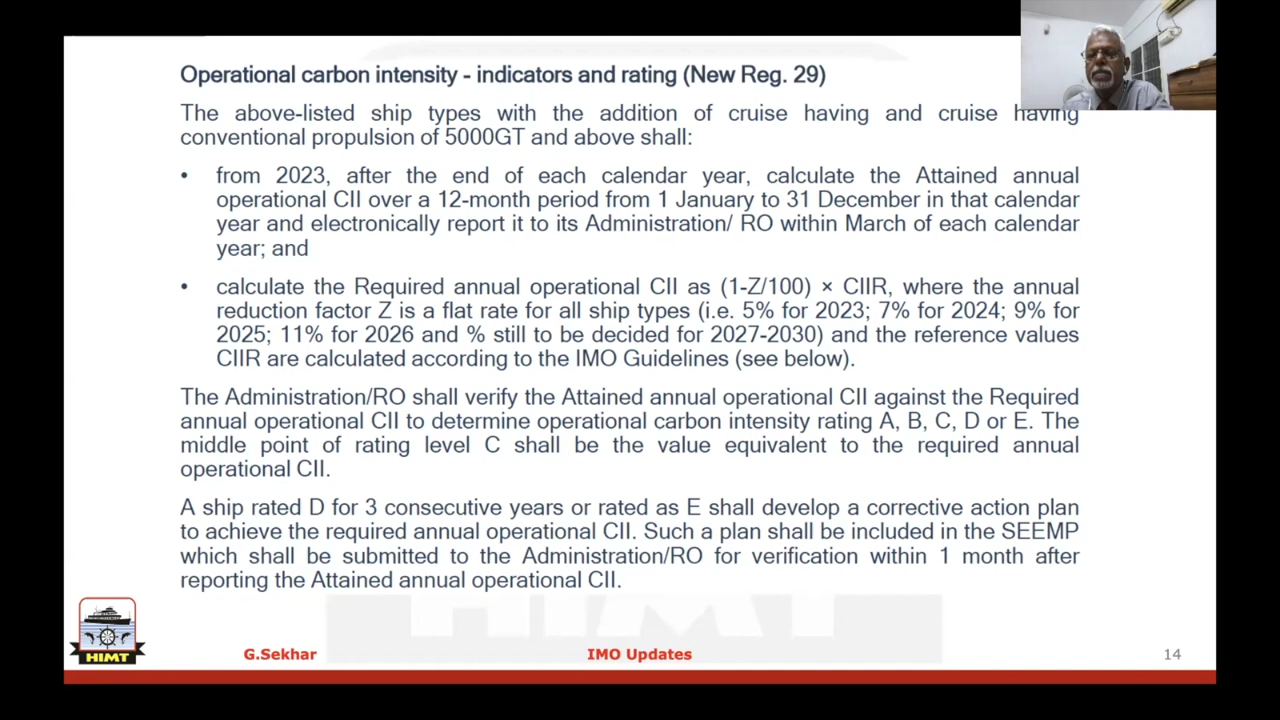 Operational carbon intensity - indicators and rating (New Reg. 29)
The above-listed ship types with the addition of cruise having and cruise having
conventional propulsion of 5000GT and above shall:
• from 2023, after the end of each calendar year, calculate the Attained annual
operational CII over a 12-month period from 1 January to 31 December in that calendar
year and electronically report it to its Administration/ RO within March of each calendar
year; and
• calculate the Required annual operational CII as (1-Z/100) × CIIR, where the annual
reduction factor Z is a flat rate for all ship types (i.e. 5% for 2023; 7% for 2024; 9% for
2025; 11% for 2026 and % still to be decided for 2027-2030) and the reference values
CIIR are calculated according to the IMO Guidelines (see below).
The Administration/RO shall verify the Attained annual operational CII against the Required
annual operational CII to determine operational carbon intensity rating A, B, C, D or E. The
middle point of rating level C shall be the value equivalent to the required annual
operational CII.
A ship rated D for 3 consecutive years or rated as E shall develop a corrective action plan
to achieve the required annual operational CII. Such a plan shall be included in the SEEMP
which shall be submitted to the Administration/RO for verification within 1 month after
reporting the Attained annual operational CII.
HIMT
HIMT
G.Sekhar
IMO Updates
14